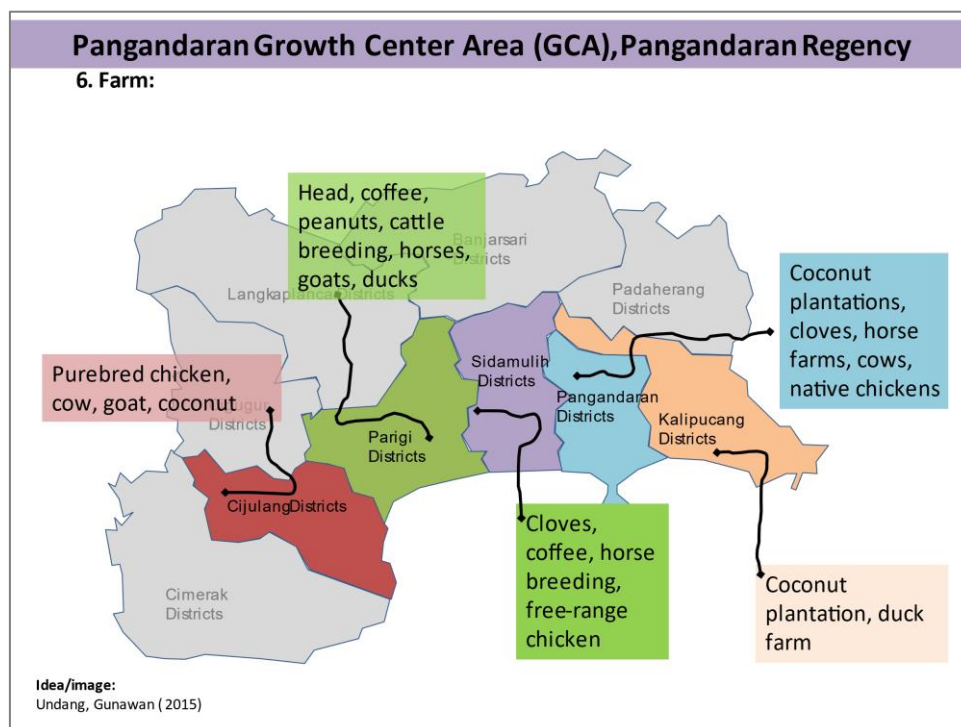 Pangandaran Growth Center Area (GCA), Pangandaran Regency
6. Farm:
Head, coffee,
peanuts, cattle
breeding, horses,
goats, ducks
Banjarsari
Districts
Langkaplanca Districts
Padaherang
Districts
Coconut
plantations,
cloves, horse
farms, cows,
native chickens
Purebred chicken,
cow, goat, coconut
Districts
Sidamulih
Districts
Pangandaran
Districts
Kalipucang
Districts
Parigi
Districts
CijulangDistricts
Cimerak
Districts
Cloves,
coffee, horse
breeding,
free-range
chicken
Coconut
plantation, duck
farm
Idea/image:
Undang, Gunawan (2015)